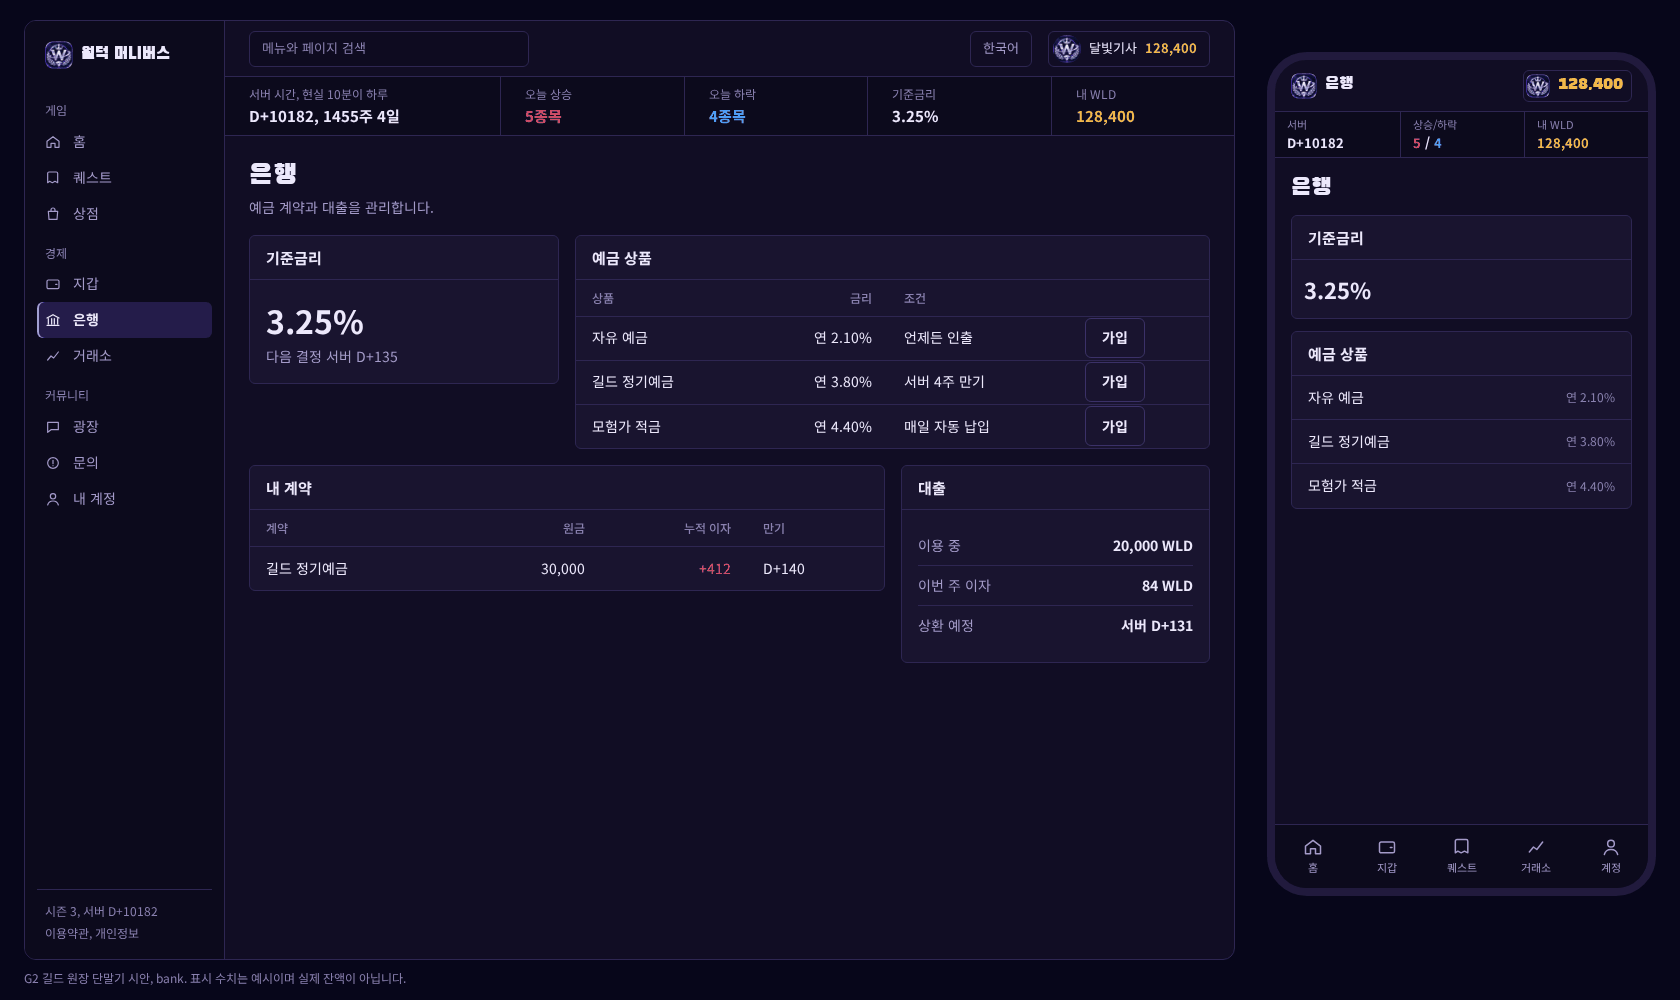 월덕 머니버스
게임
홈
퀘스트
상점
경제
지갑
은행
거래소
커뮤니티
광장
문의
내 계정
시즌 3, 서버 D+10182
이용약관, 개인정보
메뉴와 페이지 검색
한국어
달빛기사 128,400
서버 시간, 현실 10분이 하루
D+10182, 1455주 4일
오늘 상승
5종목
오늘 하락
4종목
기준금리
3.25%
내 WLD
128,400
은행
예금 계약과 대출을 관리합니다.
기준금리
3.25%
다음 결정 서버 D+135
예금 상품
상품 금리 조건
자유 예금 연 2.10% 언제든 인출 가입
길드 정기예금 연 3.80% 서버 4주 만기 가입
모험가 적금 연 4.40% 매일 자동 납입 가입
내 계약
계약 원금 누적 이자 만기
길드 정기예금 30,000 +412 D+140
대출
이용 중 20,000 WLD
이번 주 이자 84 WLD
상환 예정 서버 D+131
은행
128,400
서버
D+10182
상승/하락
5 / 4
내 WLD
128,400
은행
기준금리
3.25%
예금 상품
자유 예금 연 2.10%
길드 정기예금 연 3.80%
모험가 적금 연 4.40%
홈
지갑
퀘스트
거래소
계정
G2 길드 원장 단말기 시안, bank. 표시 수치는 예시이며 실제 잔액이 아닙니다.